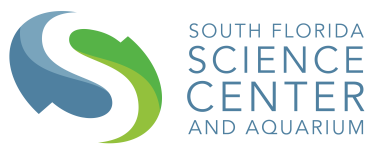 SOUTH FLORIDA
SCIENCE
CENTER
AND AQUARIUM